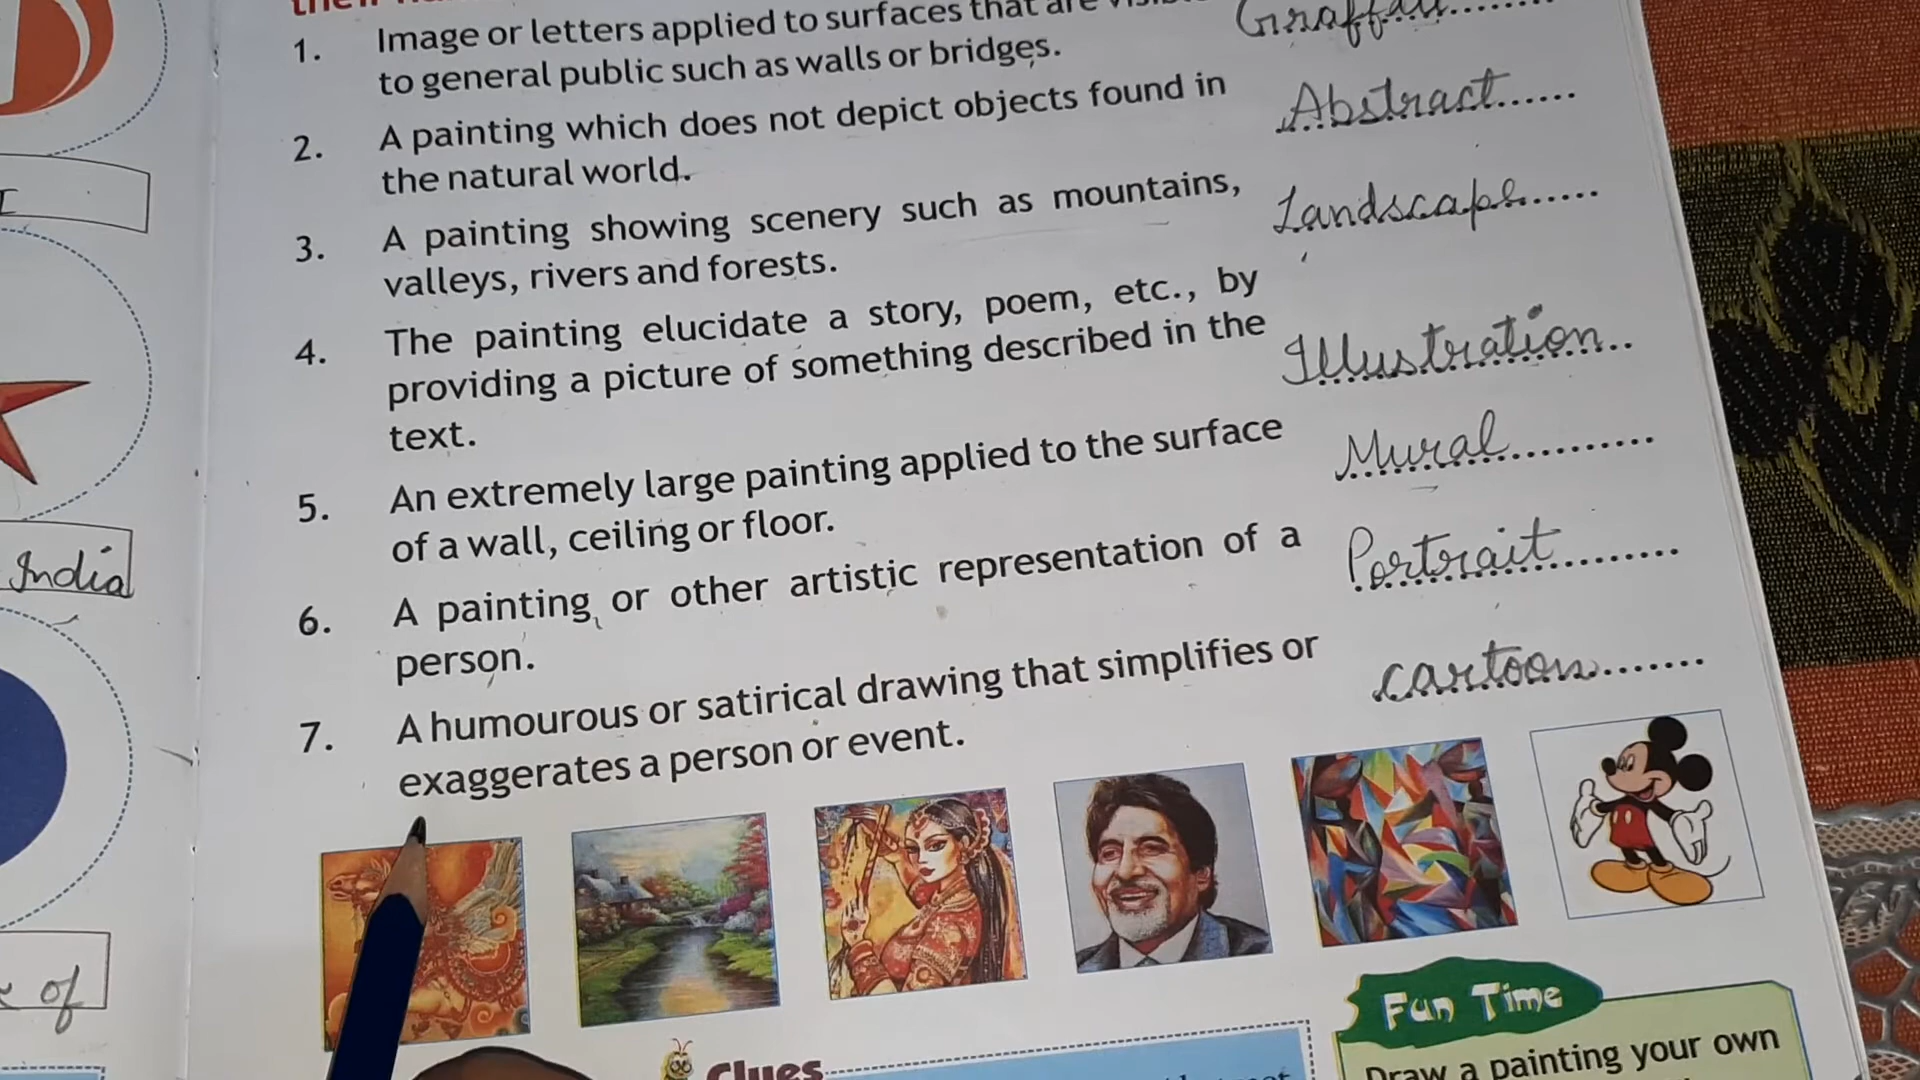 1. Image or letters applied to surfaces that are
to general public such as walls or bridges.
2. A painting which does not depict objects found in
the natural world.
Abstract
3. A painting showing scenery such as mountains,
valleys, rivers and forests.
Landscape
4. The painting elucidate a story, poem, etc., by
providing a picture of something described in the
text.
Illustration
5. An extremely large painting applied to the surface
of a wall, ceiling or floor.
Mural
6. A painting or other artistic representation of a
person.
Portrait
7. A humourous or satirical drawing that simplifies or
exaggerates a person or event.
cartoon
India
of
Clues
Fun Time
Draw a painting your own